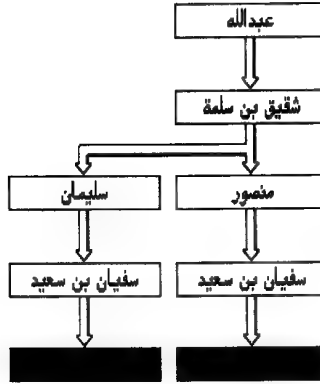 عبدالله
شقيق بن سلمة
منصور
سليمان
سفيان بن سعيد
سفيان بن سعيد